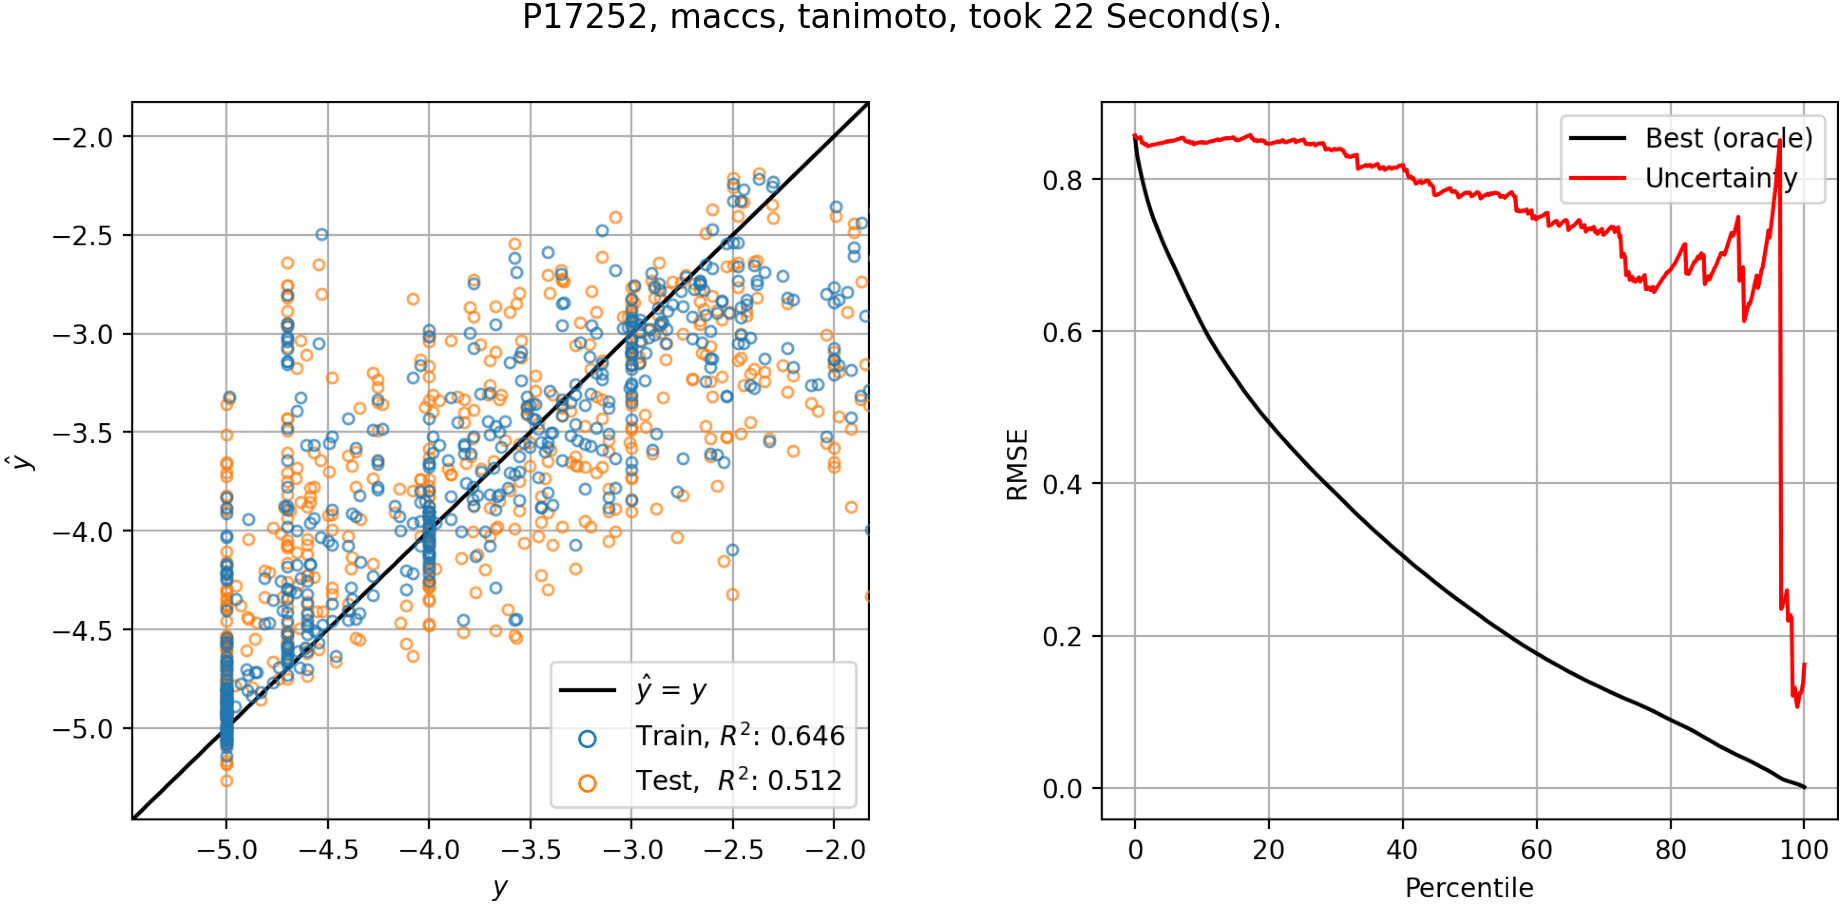 P17252, maccs, tanimoto, took 22 Second(s).
−2.0
−2.5
−3.0
−3.5
−4.0
−4.5
−5.0
ŷ
ŷ = y
Train, R²: 0.646
Test, R²: 0.512
−5.0 −4.5 −4.0 −3.5 −3.0 −2.5 −2.0
y
Best (oracle)
Uncertainty
0.8
0.6
0.4
0.2
0.0
RMSE
0 20 40 60 80 100
Percentile